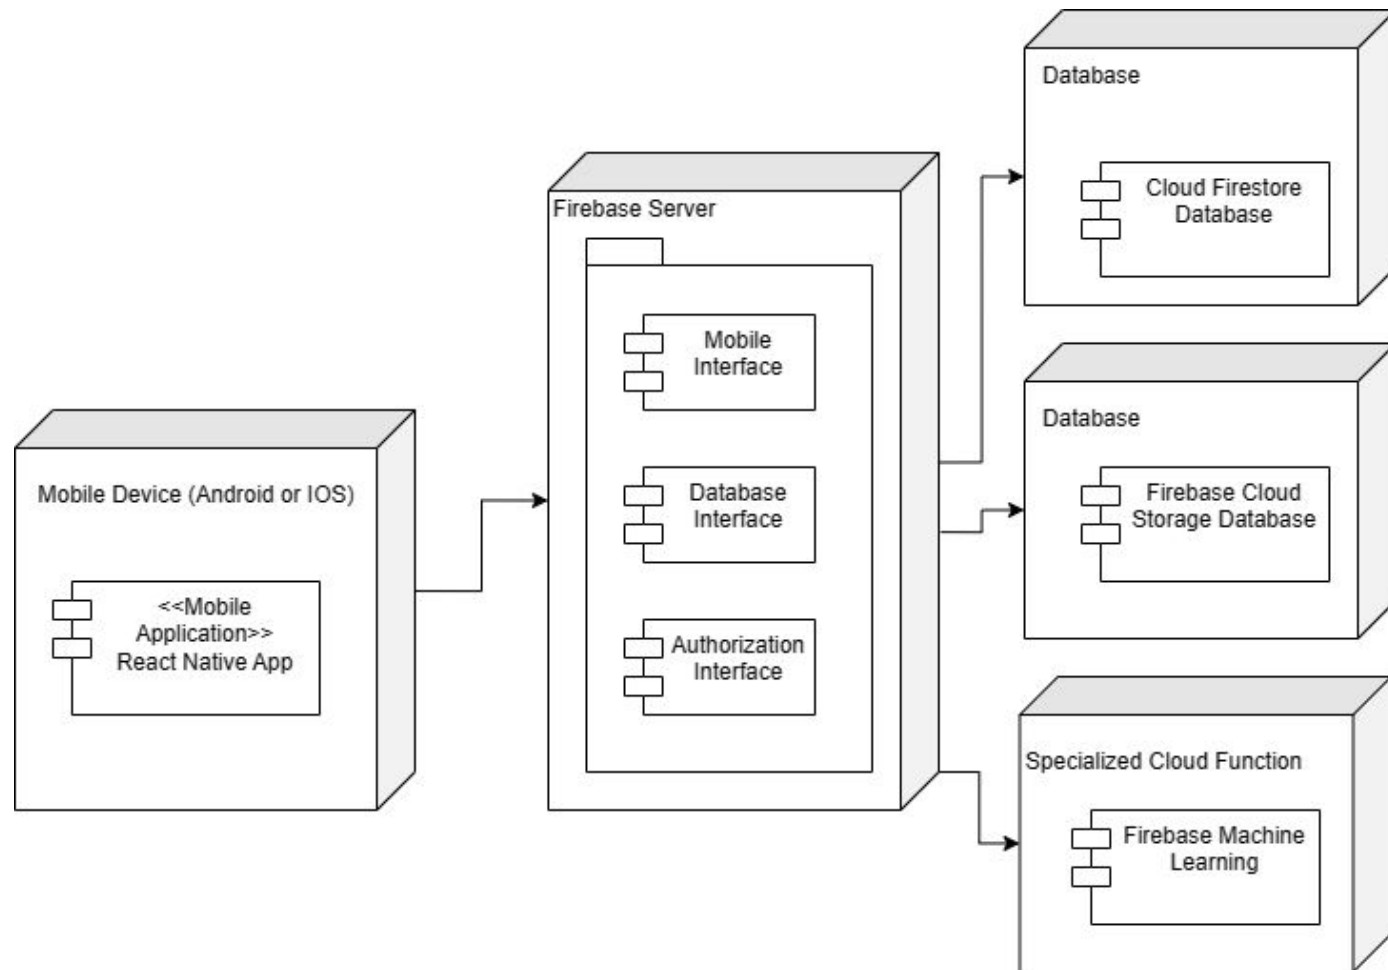 Mobile Device (Android or IOS)
<<Mobile
Application>>
React Native App
Firebase Server
Mobile
Interface
Database
Interface
Authorization
Interface
Database
Cloud Firestore
Database
Database
Firebase Cloud
Storage Database
Specialized Cloud Function
Firebase Machine
Learning